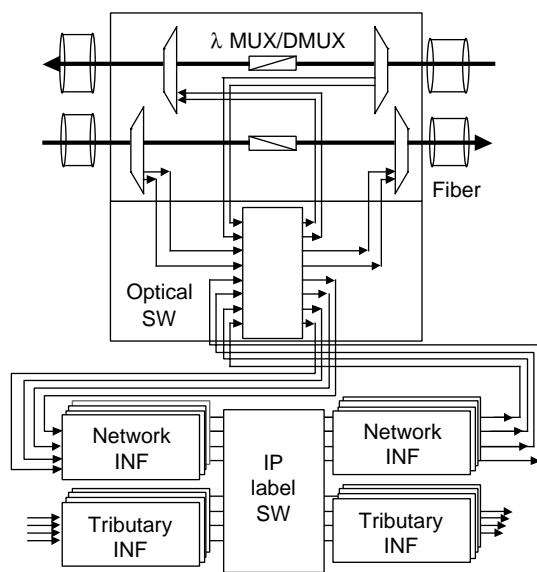 λ MUX/DMUX
Fiber
Optical
SW
Network
INF
IP
label
SW
Network
INF
Tributary
INF
Tributary
INF